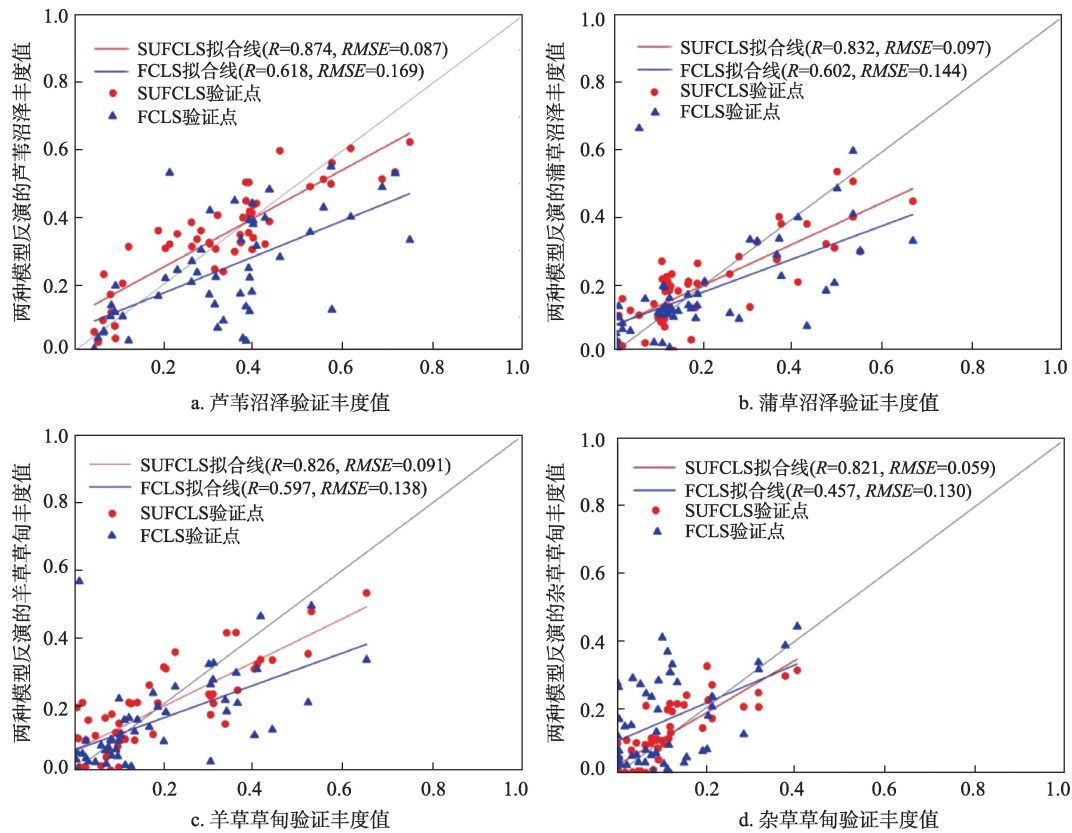 两种模型反演的芦苇沼泽丰度值
1.0
0.8
0.6
0.4
0.2
0.0
SUFCLS拟合线(R=0.874, RMSE=0.087)
FCLS拟合线(R=0.618, RMSE=0.169)
SUFCLS验证点
FCLS验证点
0.2 0.4 0.6 0.8 1.0
a. 芦苇沼泽验证丰度值
两种模型反演的蒲草沼泽丰度值
1.0
0.8
0.6
0.4
0.2
0.0
SUFCLS拟合线(R=0.832, RMSE=0.097)
FCLS拟合线(R=0.602, RMSE=0.144)
SUFCLS验证点
FCLS验证点
0.2 0.4 0.6 0.8 1.0
b. 蒲草沼泽验证丰度值
两种模型反演的羊草草甸丰度值
1.0
0.8
0.6
0.4
0.2
0.0
SUFCLS拟合线(R=0.826, RMSE=0.091)
FCLS拟合线(R=0.597, RMSE=0.138)
SUFCLS验证点
FCLS验证点
0.2 0.4 0.6 0.8 1.0
c. 羊草草甸验证丰度值
两种模型反演的杂草草甸丰度值
1.0
0.8
0.6
0.4
0.2
0.0
SUFCLS拟合线(R=0.821, RMSE=0.059)
FCLS拟合线(R=0.457, RMSE=0.130)
SUFCLS验证点
FCLS验证点
0.2 0.4 0.6 0.8 1.0
d. 杂草草甸验证丰度值